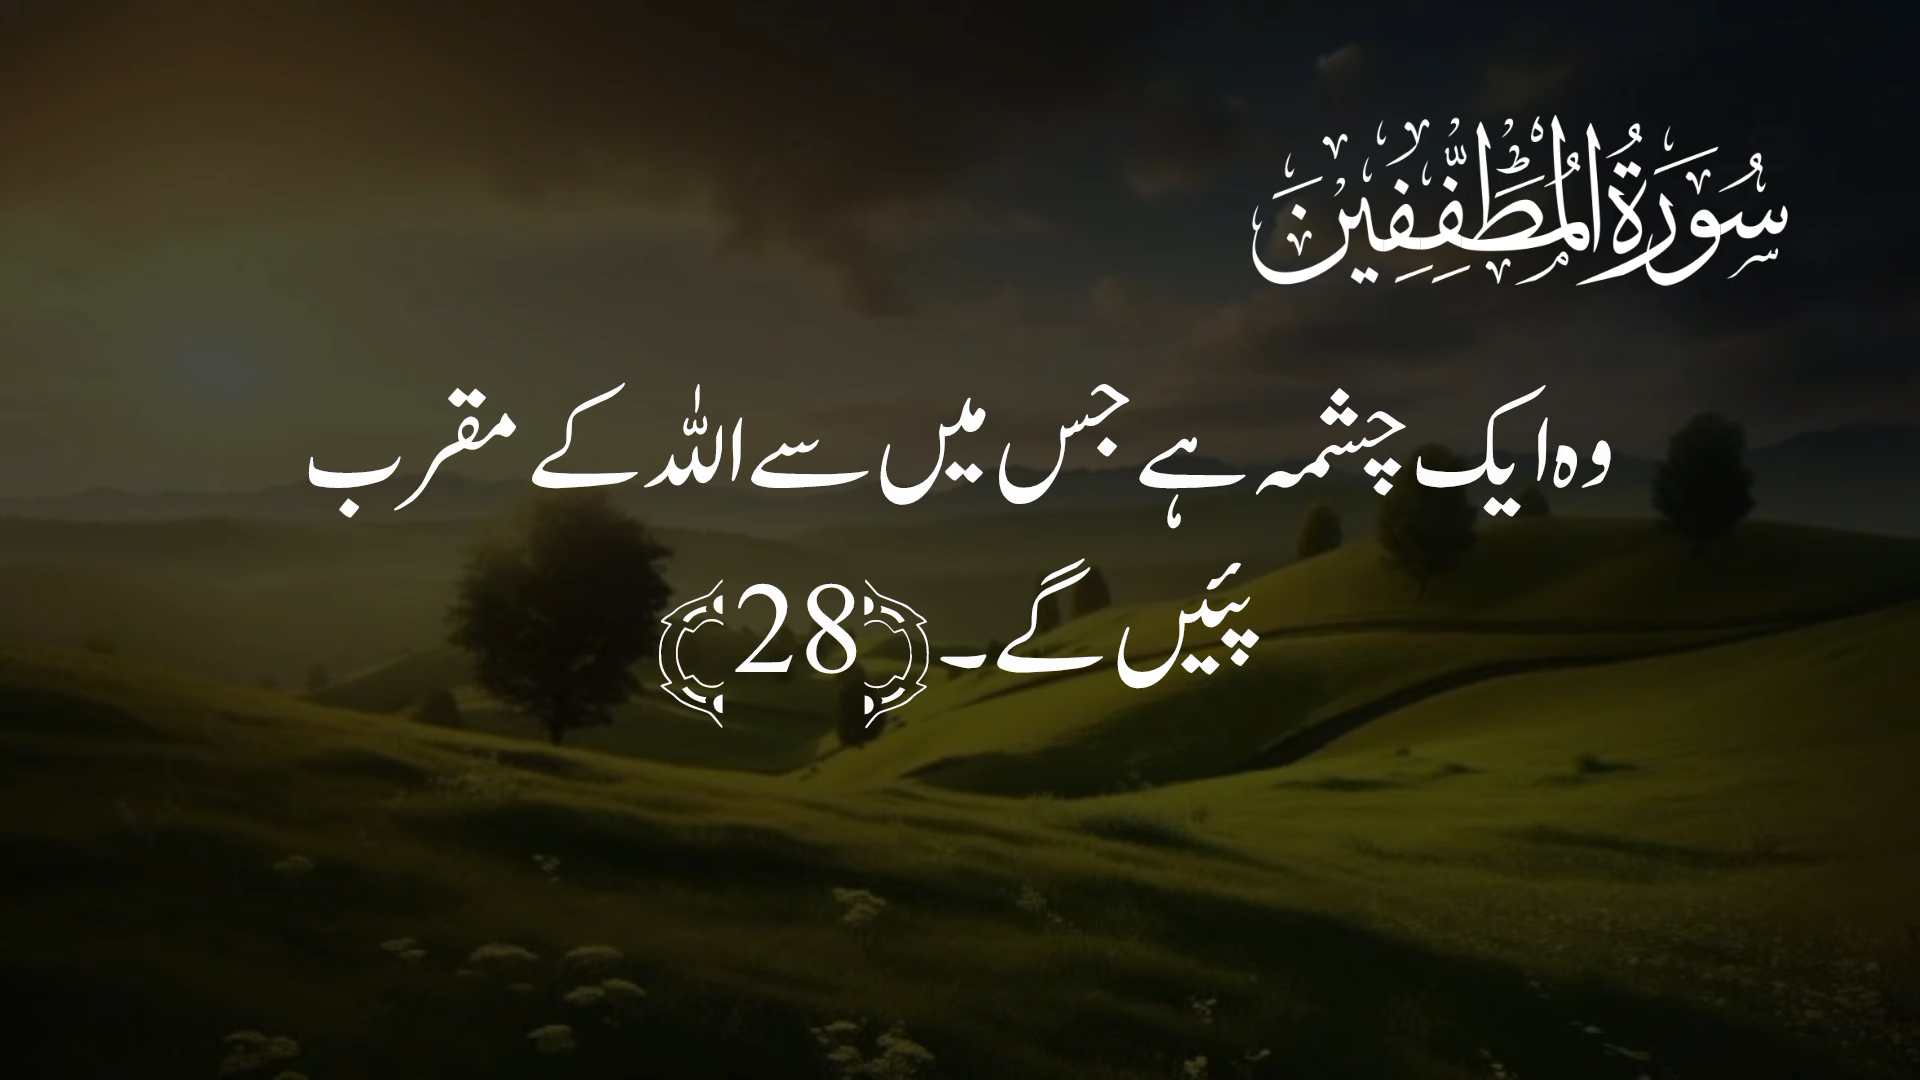 سُورَةُ الْمُطَفِّفِينَ
وہ ایک چشمہ ہے جس میں سے اللہ کے مقرب
پئیں گے۔ ﴿28﴾